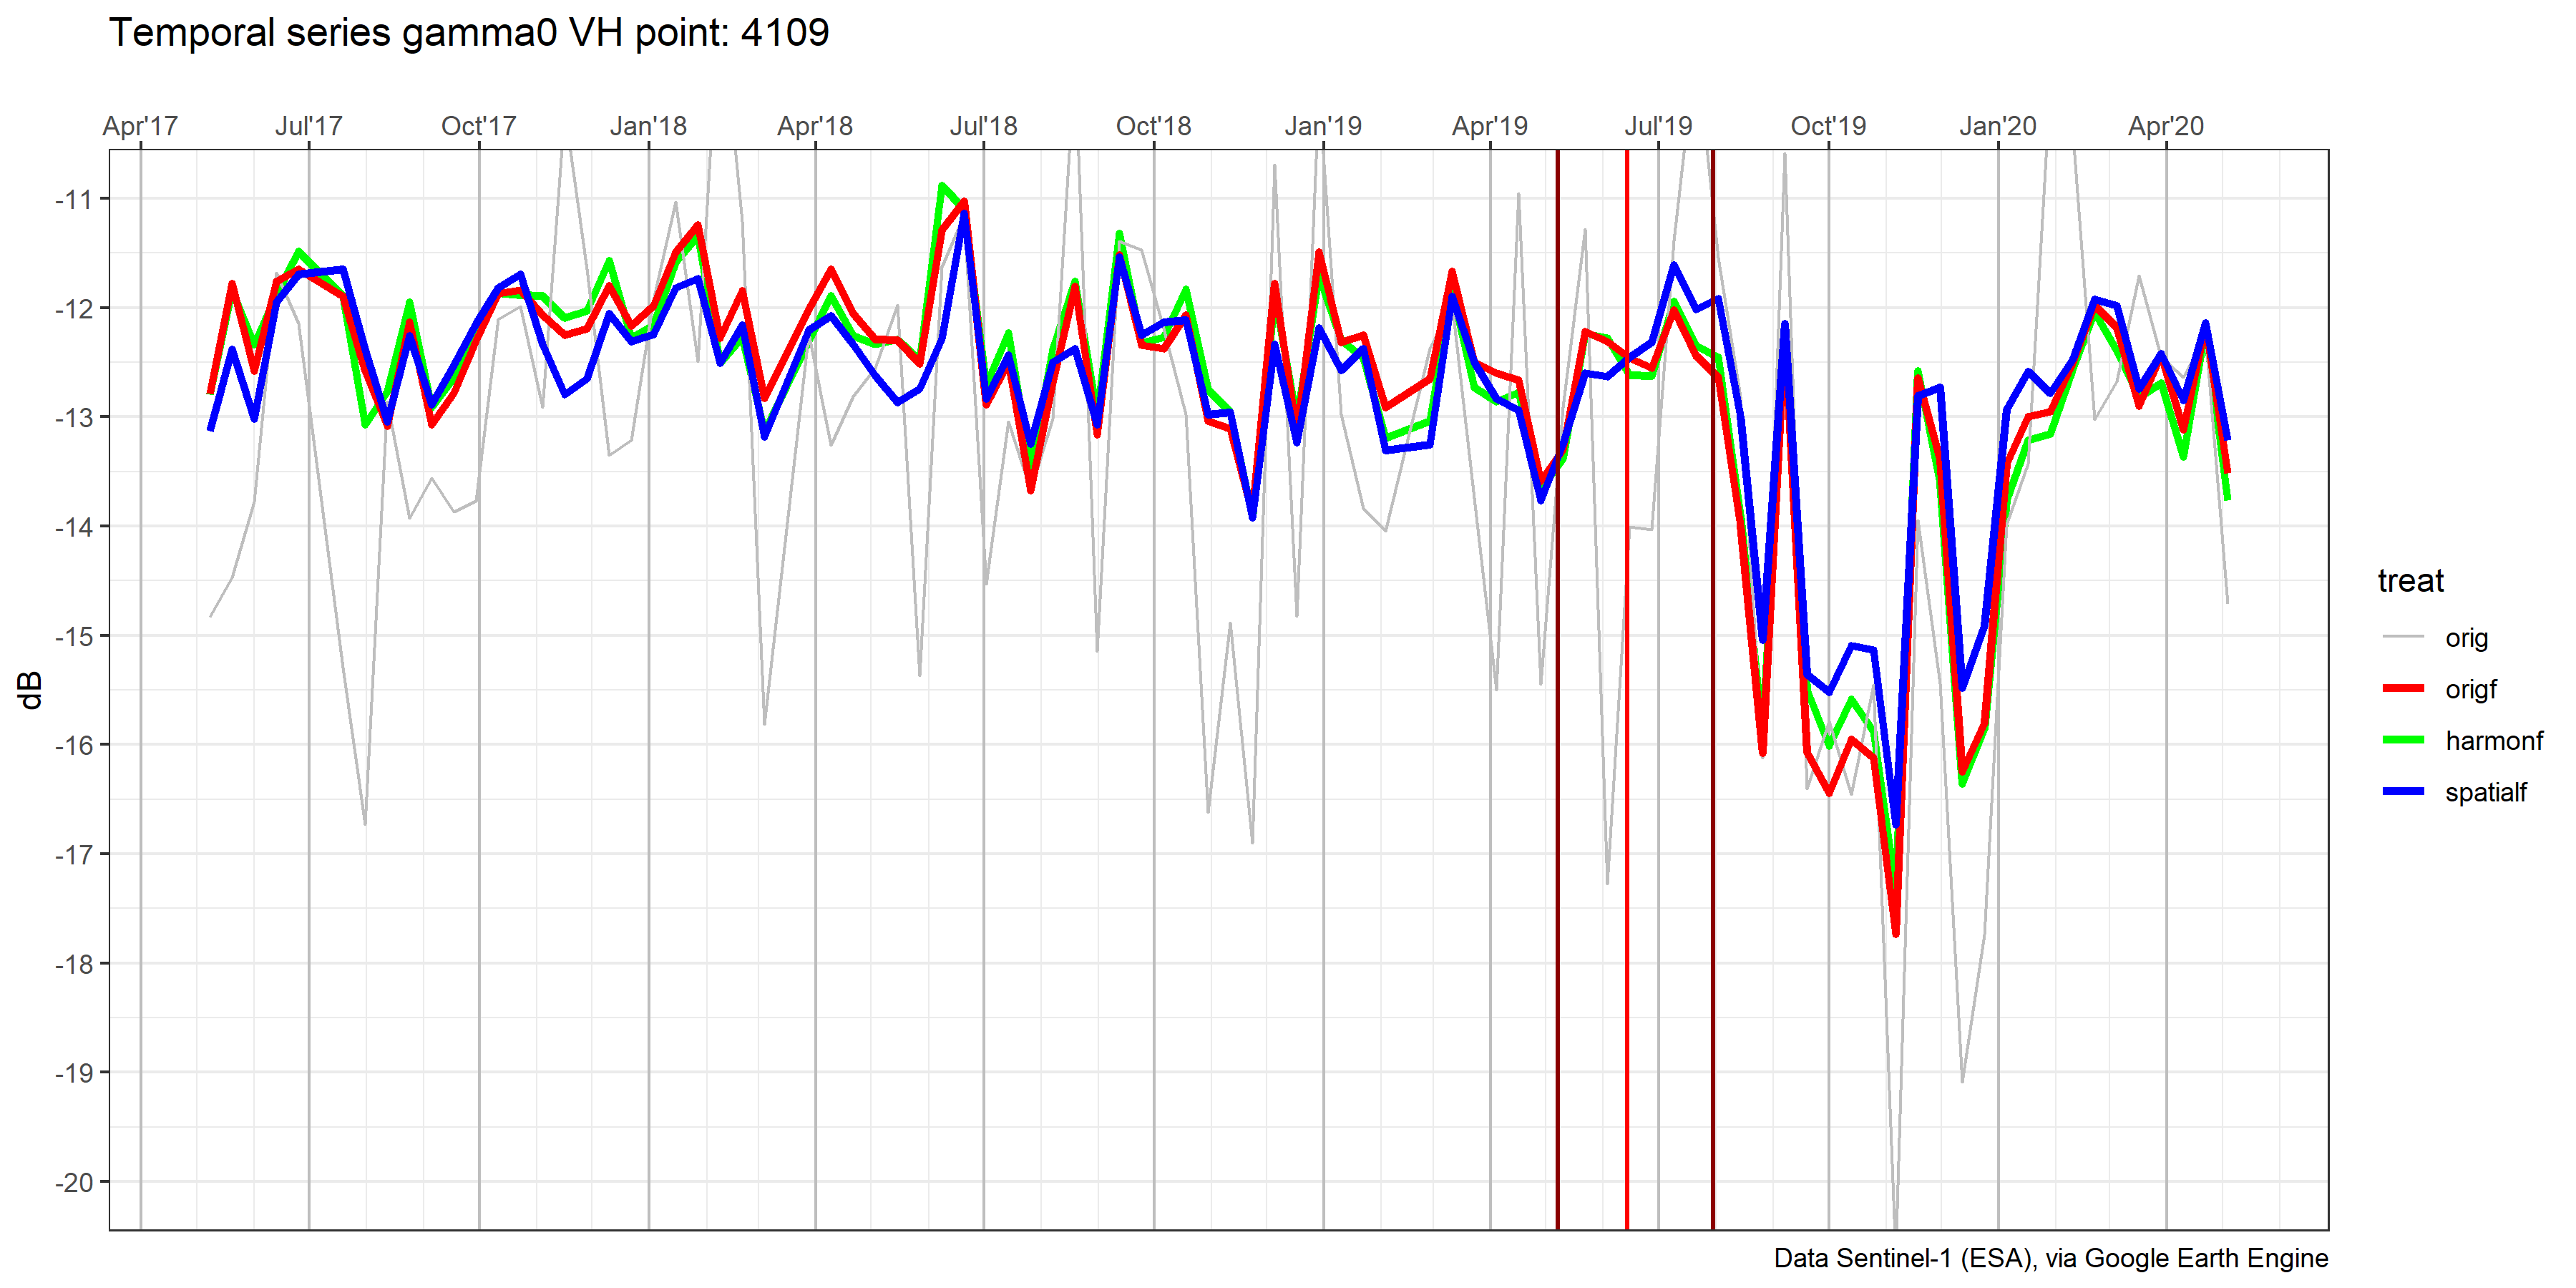 Temporal series gamma0 VH point: 4109
Apr'17 Jul'17 Oct'17 Jan'18 Apr'18 Jul'18 Oct'18 Jan'19 Apr'19 Jul'19 Oct'19 Jan'20 Apr'20
-11
-12
-13
-14
-15
-16
-17
-18
-19
-20
dB
treat
orig
origf
harmonf
spatialf
Data Sentinel-1 (ESA), via Google Earth Engine